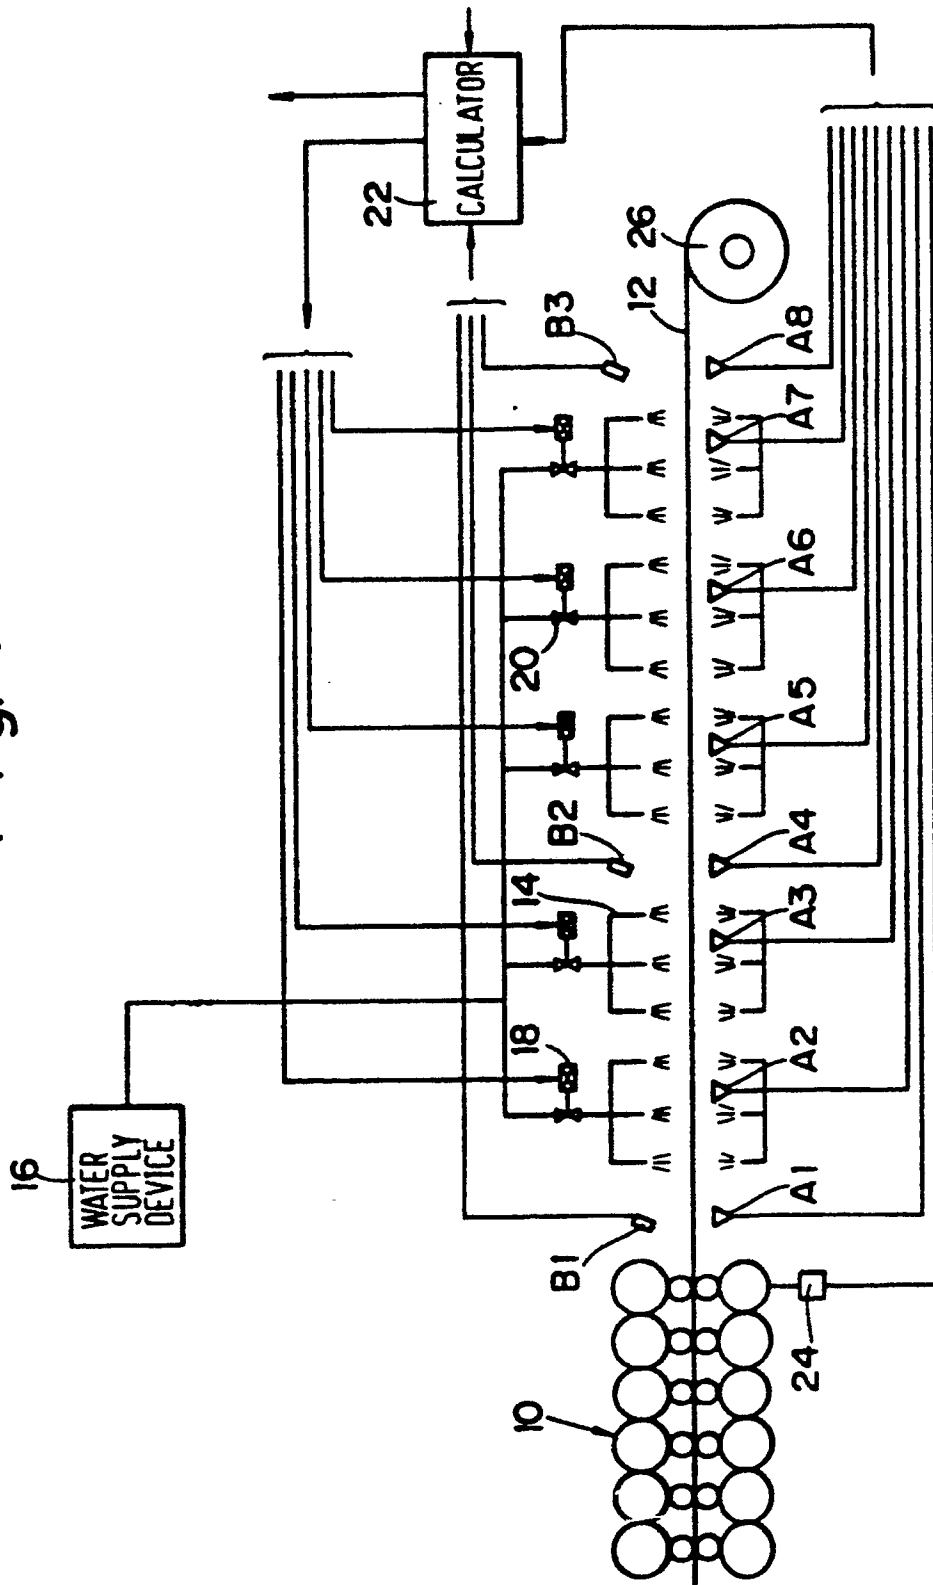 16
WATER
SUPPLY
DEVICE
22
CALCULATOR
18
14
20
B1
B2
B3
12
26
10
24
A1
A2
A3
A4
A5
A6
A7
A8